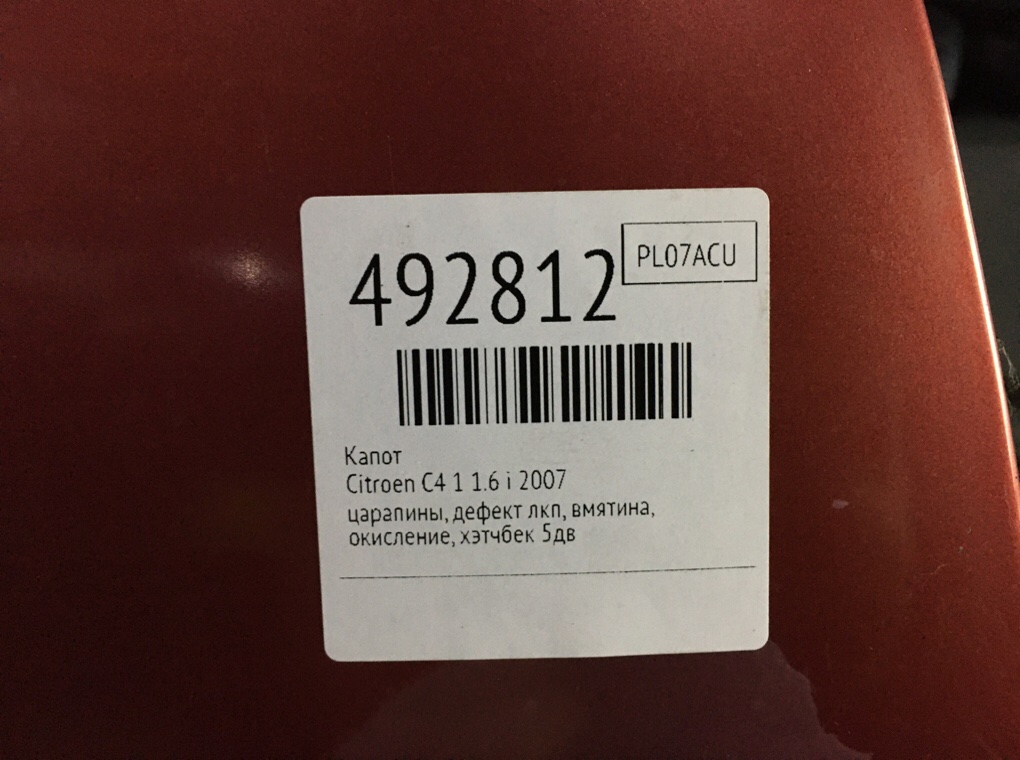 492812
PL07ACU
Капот
Citroen C4 1 1.6 i 2007
царапины, дефект лкп, вмятина,
окисление, хэтчбек 5дв